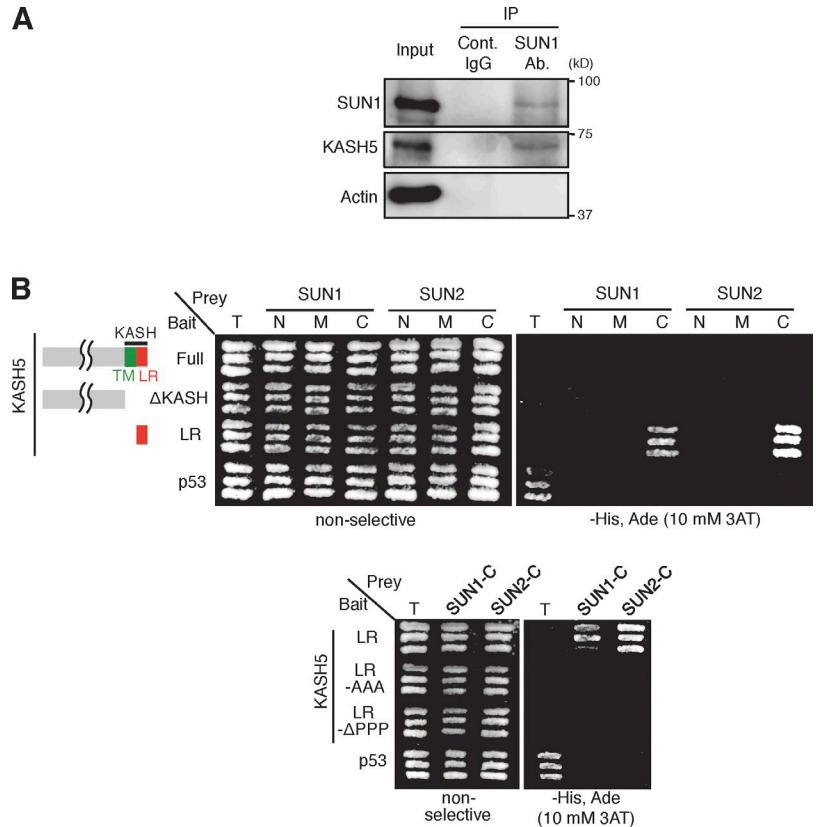 A
IP
Input
Cont. IgG
SUN1 Ab.
(kD)
SUN1
100
KASH5
75
Actin
37
B
Prey
SUN1
SUN2
SUN1
SUN2
Bait
T
N
M
C
N
M
C
T
N
M
C
N
M
C
KASH5
KASH
TM LR
Full
ΔKASH
LR
p53
non-selective
-His, Ade (10 mM 3AT)
Prey
Bait
T
SUN1-C
SUN2-C
T
SUN1-C
SUN2-C
KASH5
LR
LR
-AAA
LR
-ΔPPP
p53
non-
selective
-His, Ade
(10 mM 3AT)